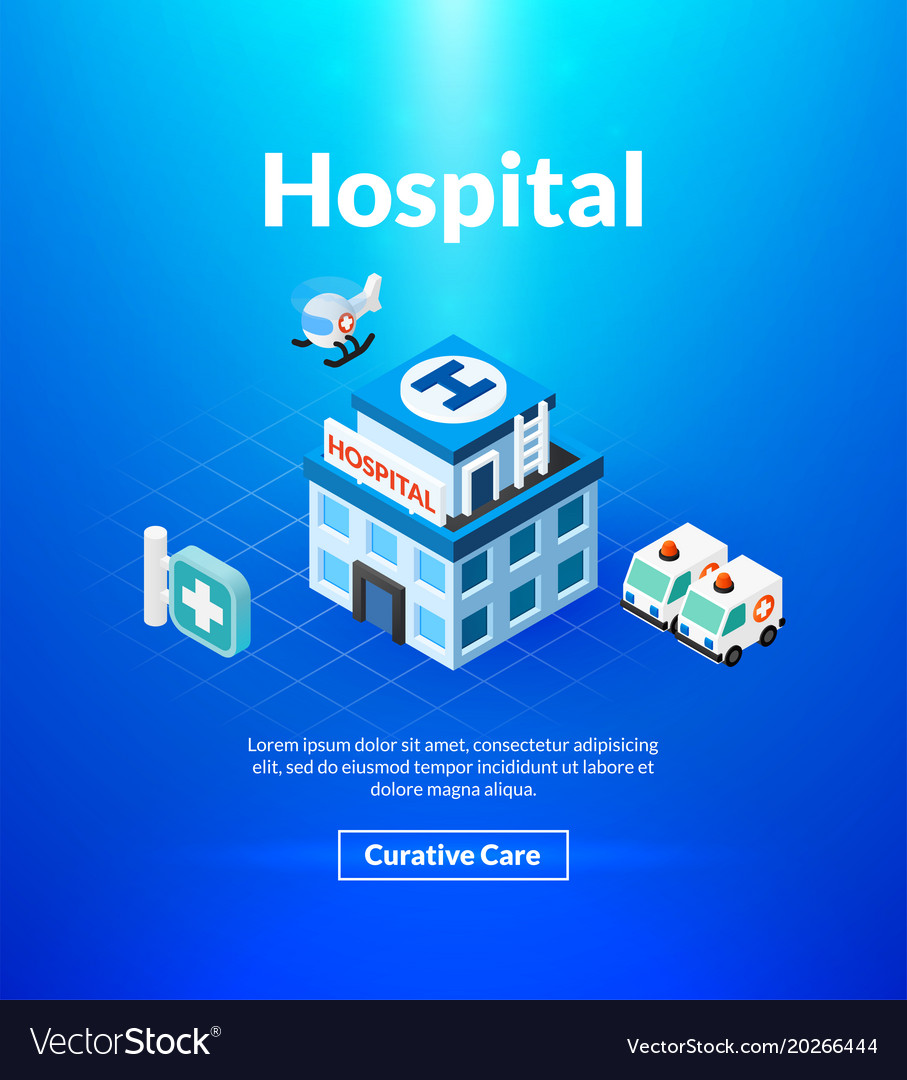 Hospital
H
HOSPITAL
Lorem ipsum dolor sit amet, consectetur adipisicing
elit, sed do eiusmod tempor incididunt ut labore et
dolore magna aliqua.
Curative Care
VectorStock®
VectorStock.com/20266444